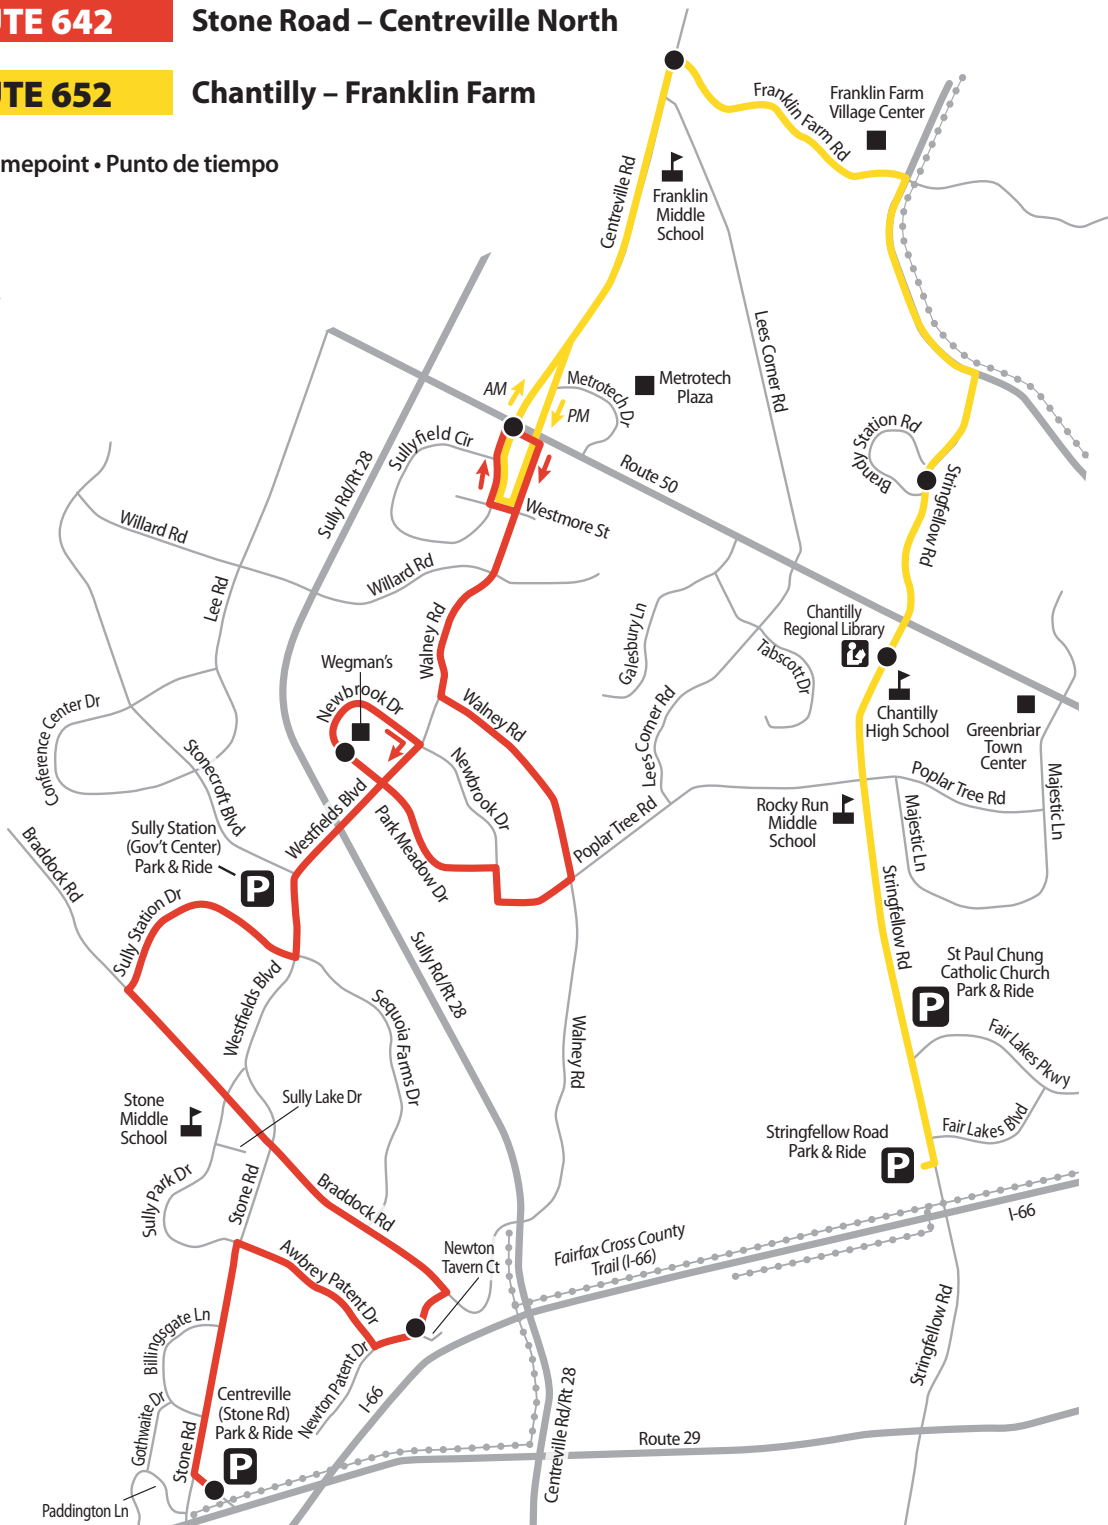 UTE 642
Stone Road – Centreville North
UTE 652
Chantilly – Franklin Farm
mepoint • Punto de tiempo
Franklin Farm Rd
Franklin Farm
Village Center
Centreville Rd
Franklin
Middle
School
Lees Corner Rd
AM
PM
Metrotech Dr
Metrotech
Plaza
Sullyfield Cir
Sully Rd/Rt 28
Route 50
Brandy Station Rd
Stringfellow Rd
Westmore St
Willard Rd
Willard Rd
Lee Rd
Walney Rd
Galesbury Ln
Chantilly
Regional Library
Tabscott Dr
Wegman's
Newbrook Dr
Walney Rd
Lees Corner Rd
Chantilly
High School
Greenbriar
Town
Center
Conference Center Dr
Stonecroft Blvd
Newbrook Dr
Poplar Tree Rd
Majestic Ln
Majestic Ln
Rocky Run
Middle
School
Westfields Blvd
Park Meadow Dr
Poplar Tree Rd
Braddock Rd
Sully Station
(Gov't Center)
Park & Ride
P
Sully Station Dr
Stringfellow Rd
Sully Rd/Rt 28
St Paul Chung
Catholic Church
Park & Ride
P
Westfields Blvd
Sequoia Farms Dr
Walney Rd
Fair Lakes Pkwy
Fair Lakes Blvd
Stone
Middle
School
Sully Lake Dr
Stringfellow Road
Park & Ride
P
Sully Park Dr
Stone Rd
Braddock Rd
I-66
Newton
Tavern Ct
Fairfax Cross County
Trail (I-66)
Awbrey Patent Dr
Billingsgate Ln
Newton Patent Dr
I-66
Stringfellow Rd
Centreville
(Stone Rd)
Park & Ride
P
Gothwaite Dr
Stone Rd
Centreville Rd/Rt 28
Route 29
Paddington Ln